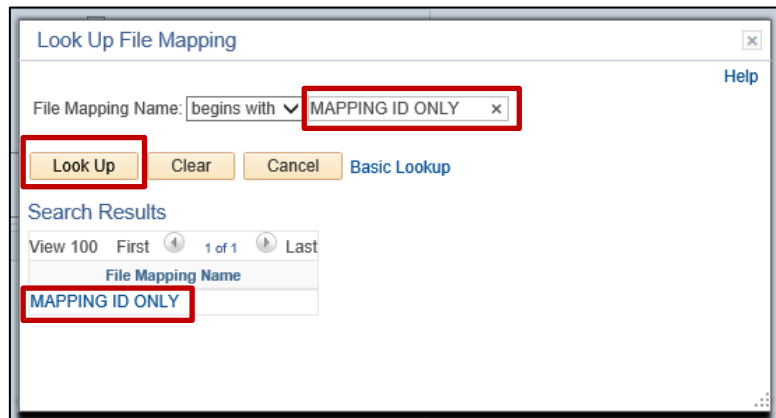 Look Up File Mapping
Help
File Mapping Name: begins with MAPPING ID ONLY ×
Look Up Clear Cancel Basic Lookup
Search Results
View 100 First 1 of 1 Last
File Mapping Name
MAPPING ID ONLY